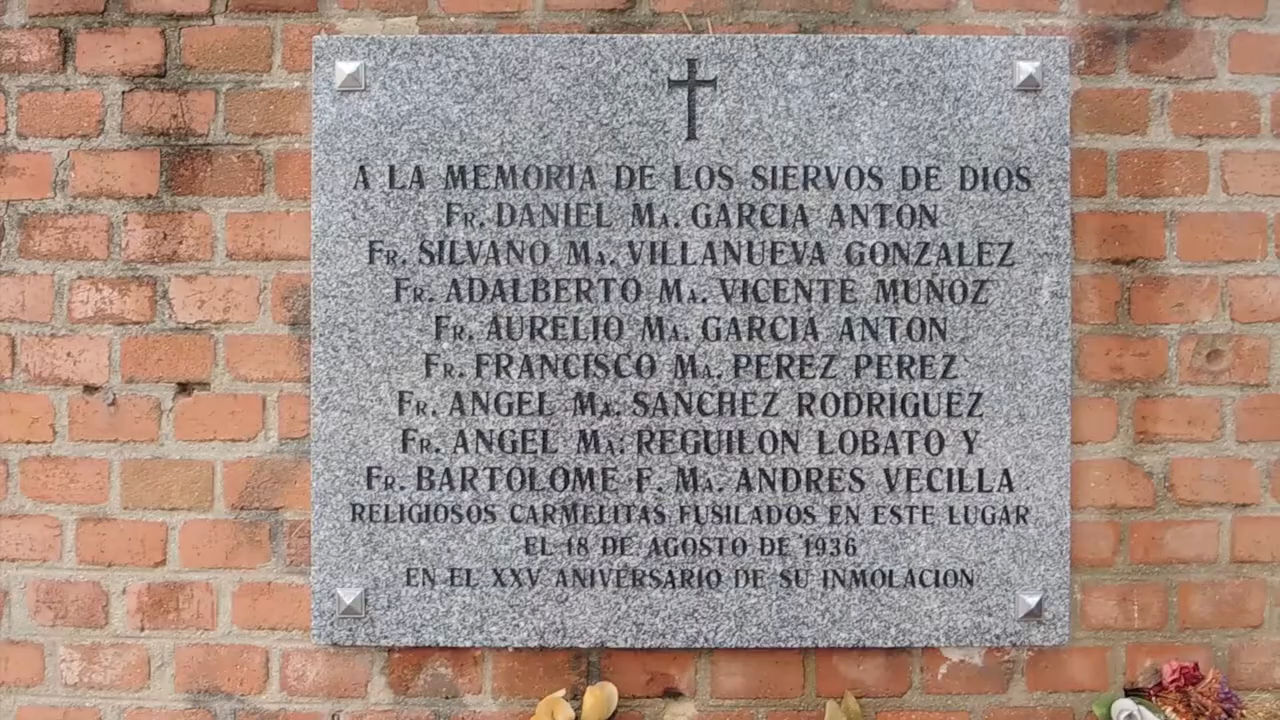 A LA MEMORIA DE LOS SIERVOS DE DIOS
FR. DANIEL MA. GARCIA ANTON
FR. SILVANO MA. VILLANUEVA GONZALEZ
FR. ADALBERTO MA. VICENTE MUÑOZ
FR. AURELIO MA. GARCIA ANTON
FR. FRANCISCO MA. PEREZ PEREZ
FR. ANGEL MA. SANCHEZ RODRIGUEZ
FR. ANGEL MA. REGUILON LOBATO Y
FR. BARTOLOME F. MA. ANDRES VECILLA
RELIGIOSOS CARMELITAS FUSILADOS EN ESTE LUGAR
EL 18 DE AGOSTO DE 1936
EN EL XXV ANIVERSARIO DE SU INMOLACION